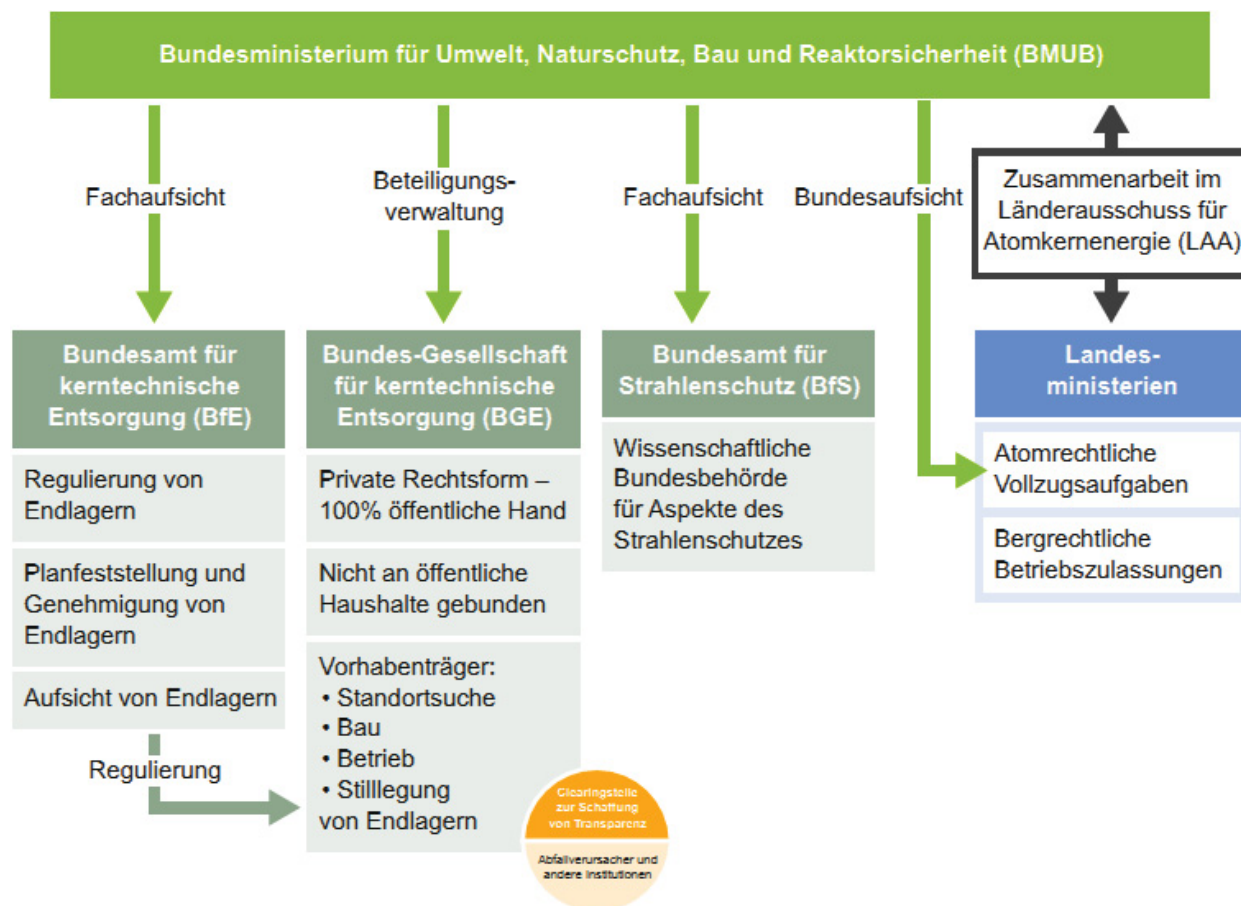 Bundesministerium für Umwelt, Naturschutz, Bau und Reaktorsicherheit (BMUB)
Fachaufsicht
Beteiligungs-
verwaltung
Fachaufsicht
Bundesaufsicht
Zusammenarbeit im
Länderausschuss für
Atomkernenergie (LAA)
Bundesamt für
kerntechnische
Entsorgung (BfE)
Regulierung von
Endlagern
Planfeststellung und
Genehmigung von
Endlagern
Aufsicht von Endlagern
Regulierung
Bundes-Gesellschaft
für kerntechnische
Entsorgung (BGE)
Private Rechtsform –
100% öffentliche Hand
Nicht an öffentliche
Haushalte gebunden
Vorhabenträger:
• Standortsuche
• Bau
• Betrieb
• Stilllegung
von Endlagern
Clearingstelle
zur Schaffung
von Transparenz
Abfallverursacher und
andere Institutionen
Bundesamt für
Strahlenschutz (BfS)
Wissenschaftliche
Bundesbehörde
für Aspekte des
Strahlenschutzes
Landes-
ministerien
Atomrechtliche
Vollzugsaufgaben
Bergrechtliche
Betriebszulassungen